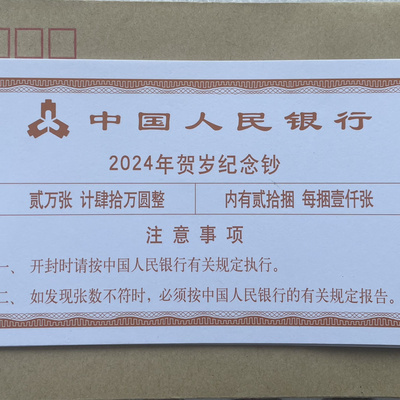 中国人民银行
2024年贺岁纪念钞
贰万张 计肆拾万圆整 内有贰拾捆 每捆壹仟张
注意事项
一、 开封时请按中国人民银行有关规定执行。
二、 如发现张数不符时，必须按中国人民银行的有关规定报告。